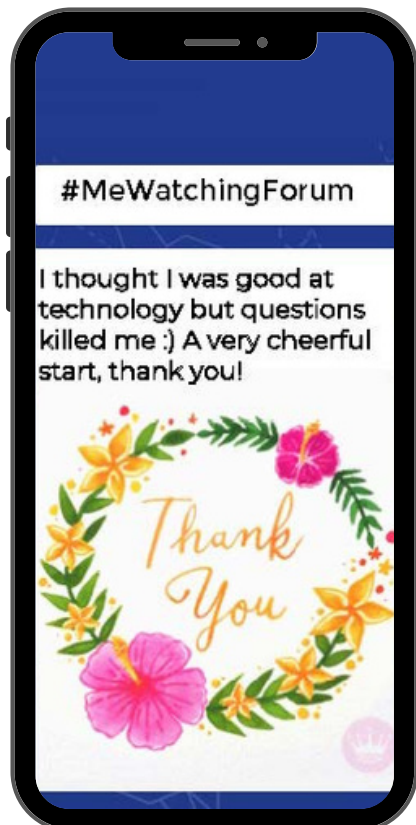 #MeWatchingForum
I thought I was good at
technology but questions
killed me :) A very cheerful
start, thank you!
Thank
You